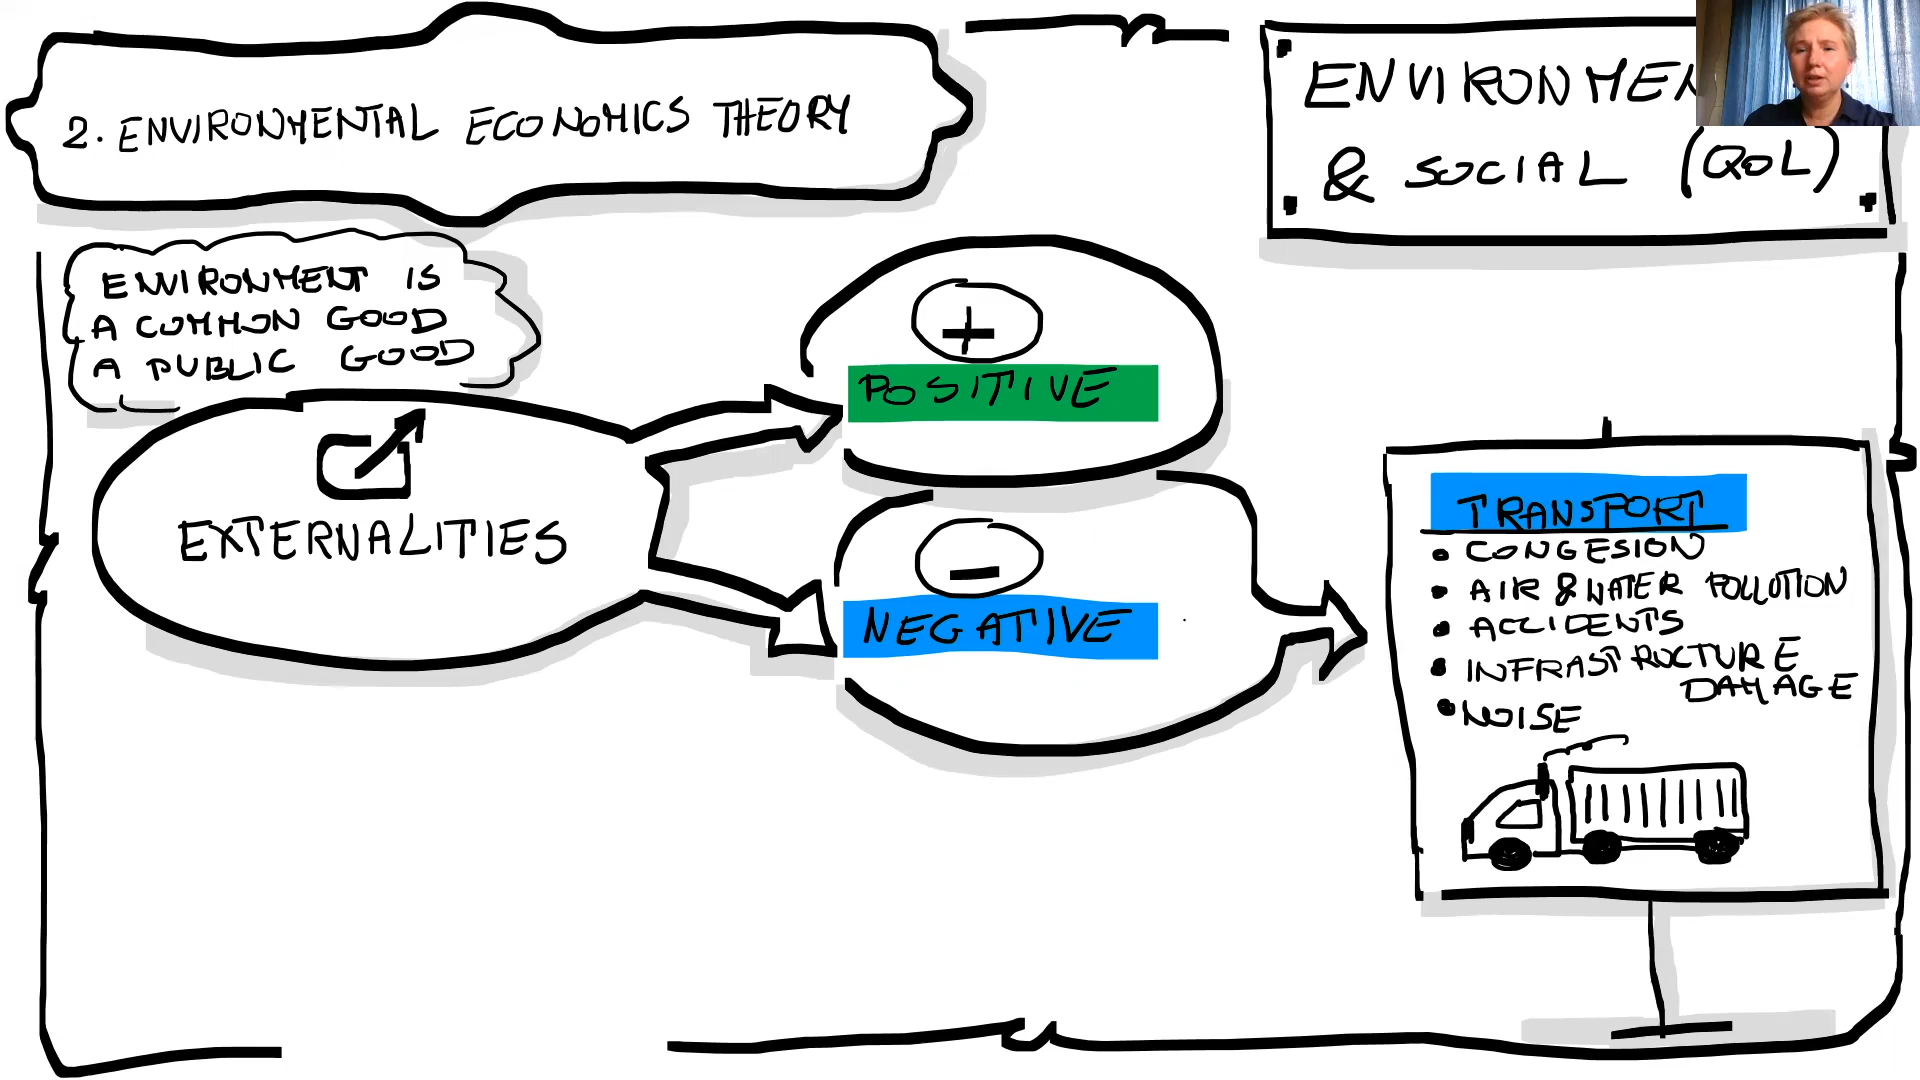 2. ENVIRONMENTAL ECONOMICS THEORY
ENVIRONMEN
& SOCIAL (QOL)
ENVIRONMENT IS
A COMMON GOOD
A PUBLIC GOOD
EXTERNALITIES
+
POSITIVE
-
NEGATIVE
TRANSPORT
• CONGESION
• AIR & WATER POLLUTION
• ACCIDENTS
• INFRASTRUCTURE
DAMAGE
• NOISE